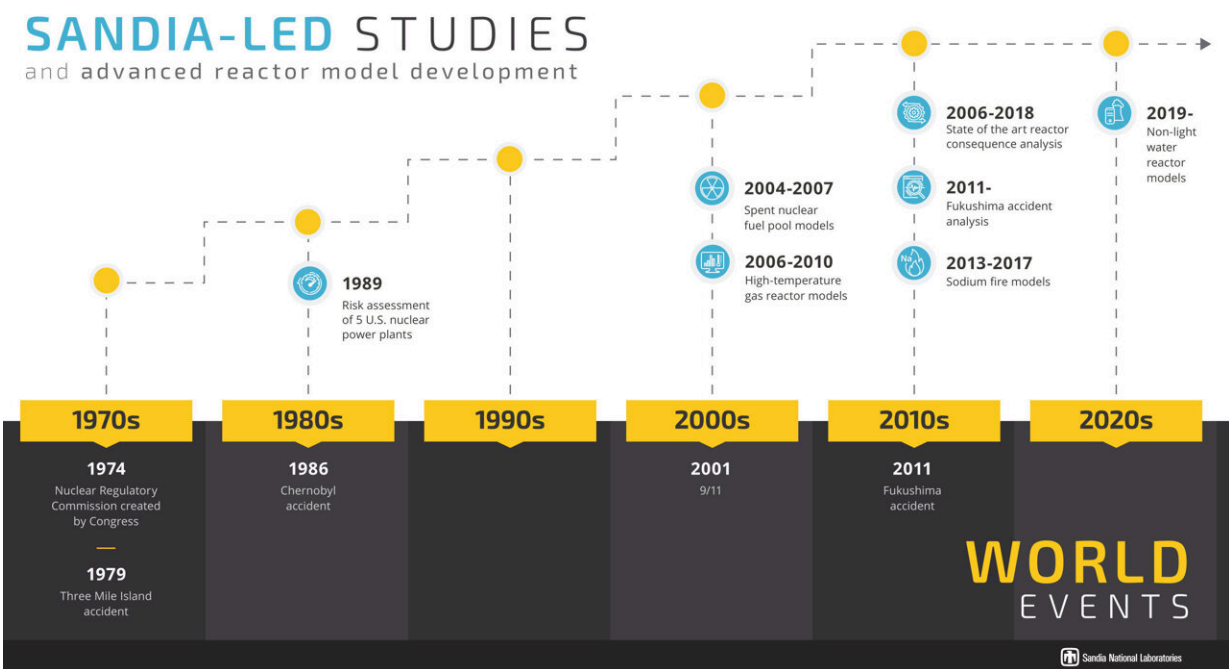 SANDIA-LED STUDIES
and advanced reactor model development
1989
Risk assessment
of 5 U.S. nuclear
power plants
2004-2007
Spent nuclear
fuel pool models
2006-2010
High-temperature
gas reactor models
2006-2018
State of the art reactor
consequence analysis
2011-
Fukushima accident
analysis
Na
2013-2017
Sodium fire models
2019-
Non-light
water
reactor
models
1970s
1980s
1990s
2000s
2010s
2020s
1974
Nuclear Regulatory
Commission created
by Congress
1979
Three Mile Island
accident
1986
Chernobyl
accident
2001
9/11
2011
Fukushima
accident
WORLD
EVENTS
Sandia National Laboratories